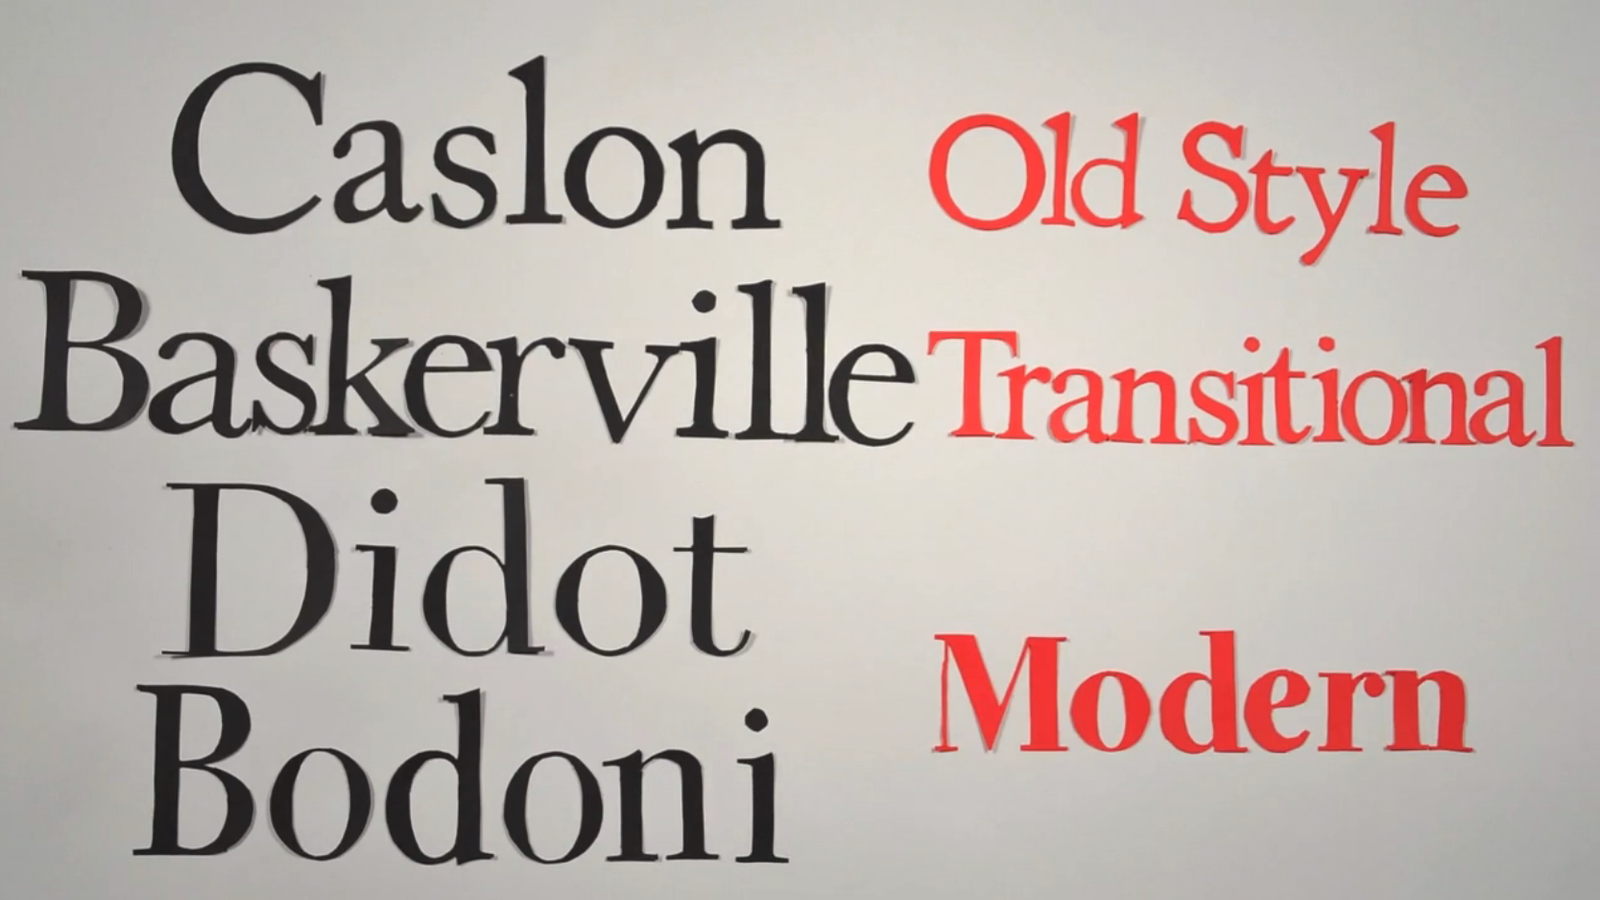 Caslon Old Style
Baskerville Transitional
Didot
Modern
Bodoni